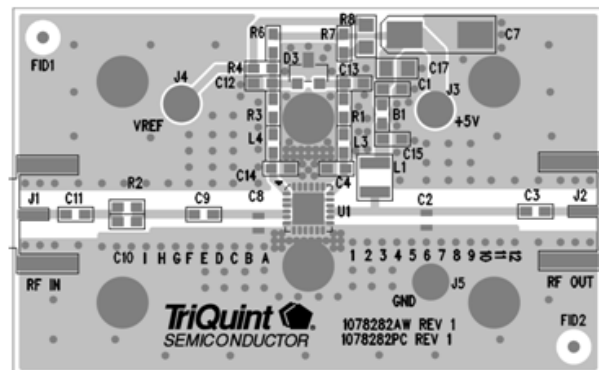 R6
R7
R8
C7
FID1
J4
R4
D3
C13
C17
C12
C1
J3
VREF
R3
R1
B1
+5V
L4
L3
C15
C14
C4
L1
J1
C11
R2
C9
C8
U1
C2
C3
J2
C10 I H G F E D C B A
1 2 3 4 5 6 7 8 9 10 11 12
RF IN
RF OUT
J5
GND
TriQuint
SEMICONDUCTOR
1078282AW REV 1
1078282PC REV 1
FID2